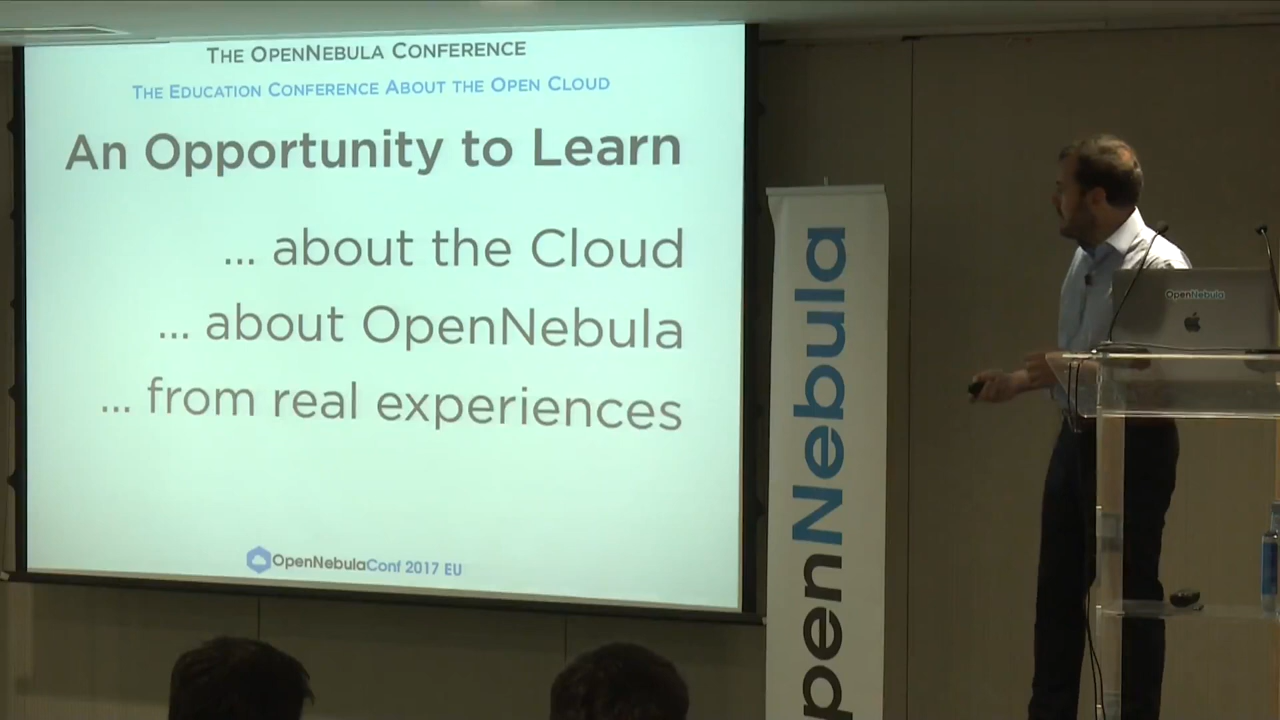 THE OPENNEBULA CONFERENCE
THE EDUCATION CONFERENCE ABOUT THE OPEN CLOUD
An Opportunity to Learn
... about the Cloud
... about OpenNebula
... from real experiences
OpenNebulaConf 2017 EU
penNebula
OpenNebula